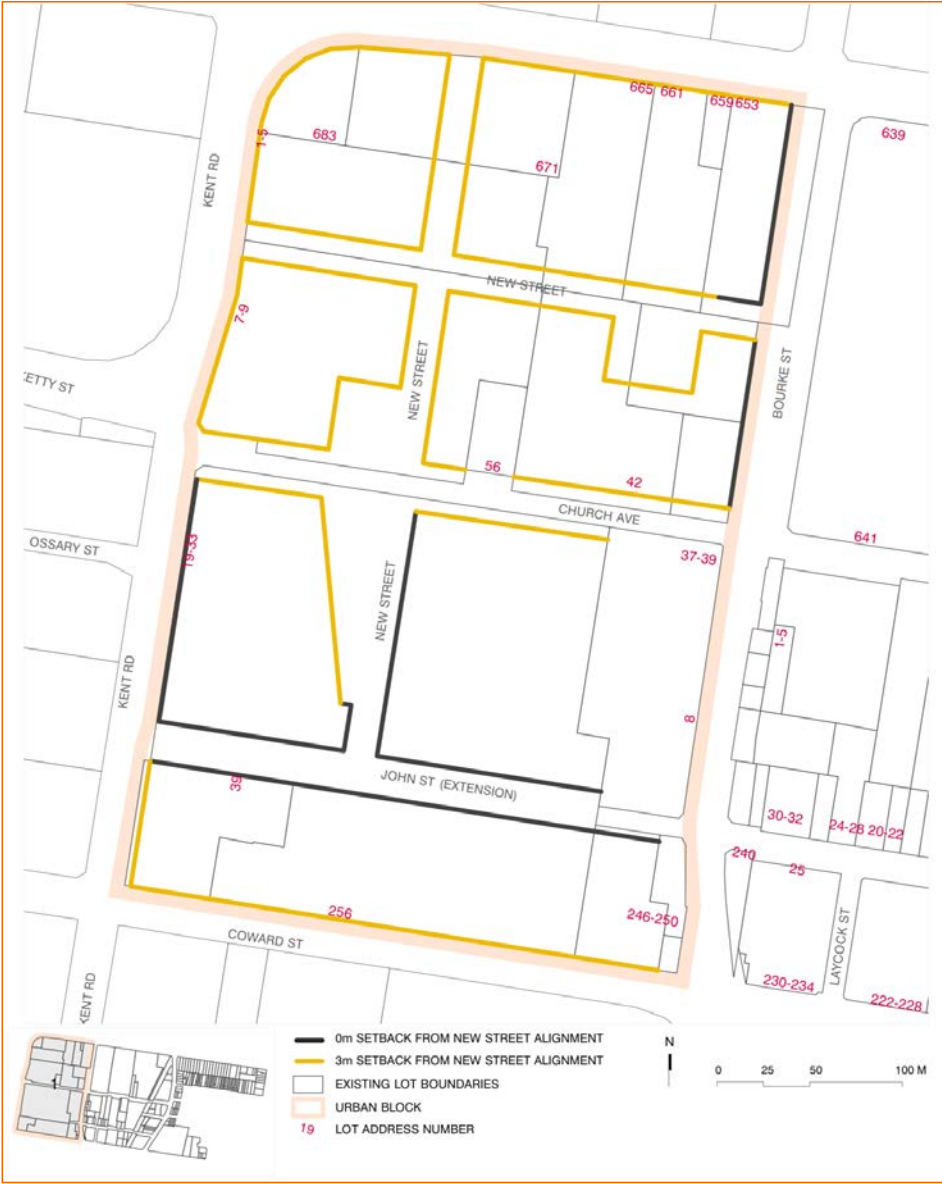 665 661
659 653
639
1-5
683
671
KENT RD
NEW STREET
7-9
NEW STREET
BOURKE ST
ETTY ST
56
42
CHURCH AVE
OSSARY ST
19-33
37-39
641
NEW STREET
1-5
KENT RD
8
39
JOHN ST (EXTENSION)
30-32
24-28 20-22
240
25
256
246-250
COWARD ST
LAYCOCK ST
KENT RD
230-234
222-228
1
0m SETBACK FROM NEW STREET ALIGNMENT
3m SETBACK FROM NEW STREET ALIGNMENT
EXISTING LOT BOUNDARIES
URBAN BLOCK
19 LOT ADDRESS NUMBER
N
0 25 50 100 M